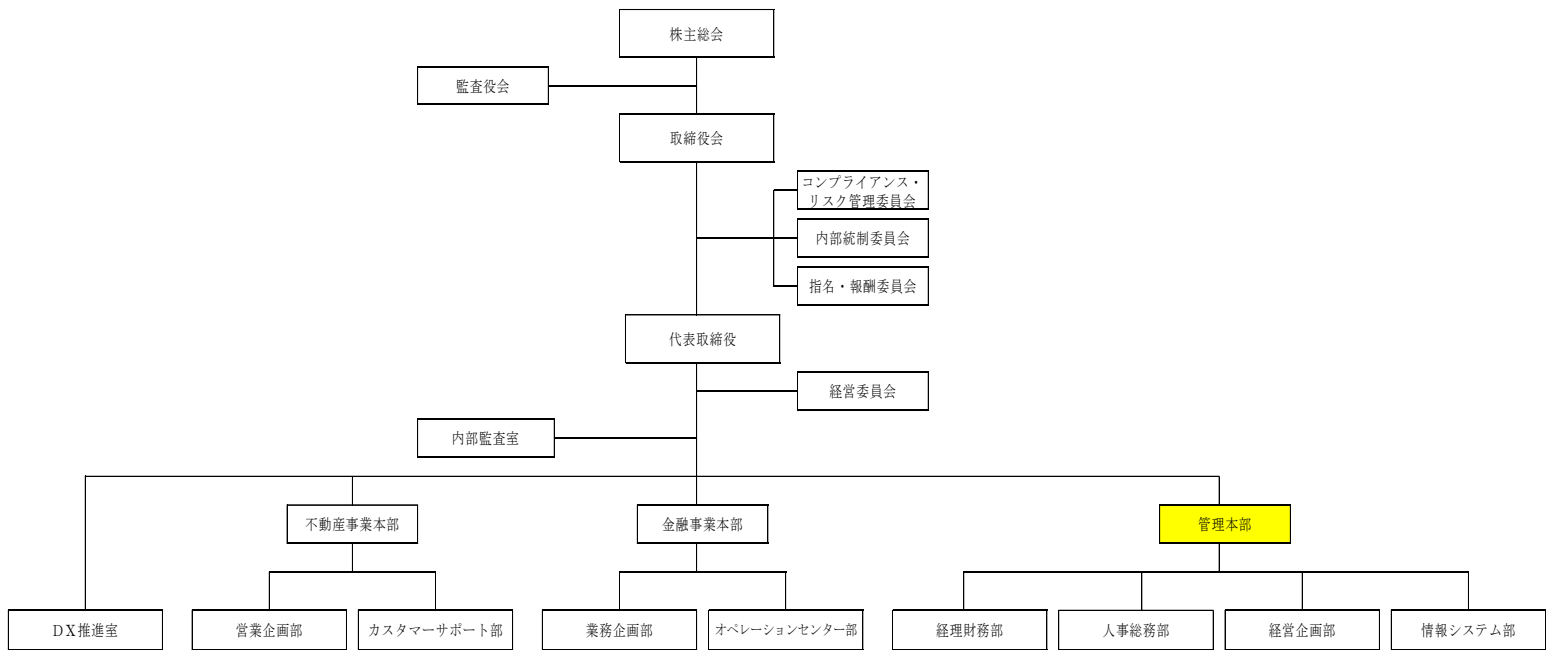 株主総会
監査役会
取締役会
コンプライアンス・
リスク管理委員会
内部統制委員会
指名・報酬委員会
代表取締役
経営委員会
内部監査室
不動産事業本部
金融事業本部
管理本部
ＤＸ推進室
営業企画部
カスタマーサポート部
業務企画部
オペレーションセンター部
経理財務部
人事総務部
経営企画部
情報システム部